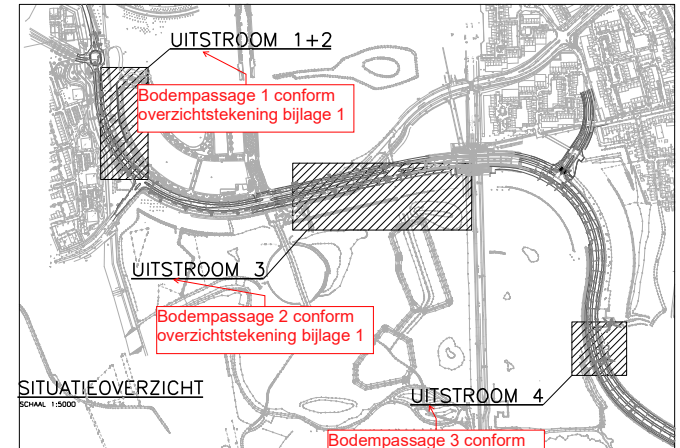 UITSTROOM 1+2
Bodempassage 1 conform
overzichtstekening bijlage 1
UITSTROOM 3
Bodempassage 2 conform
overzichtstekening bijlage 1
SITUATIEOVERZICHT
SCHAAL 1:5000
UITSTROOM 4
Bodempassage 3 conform